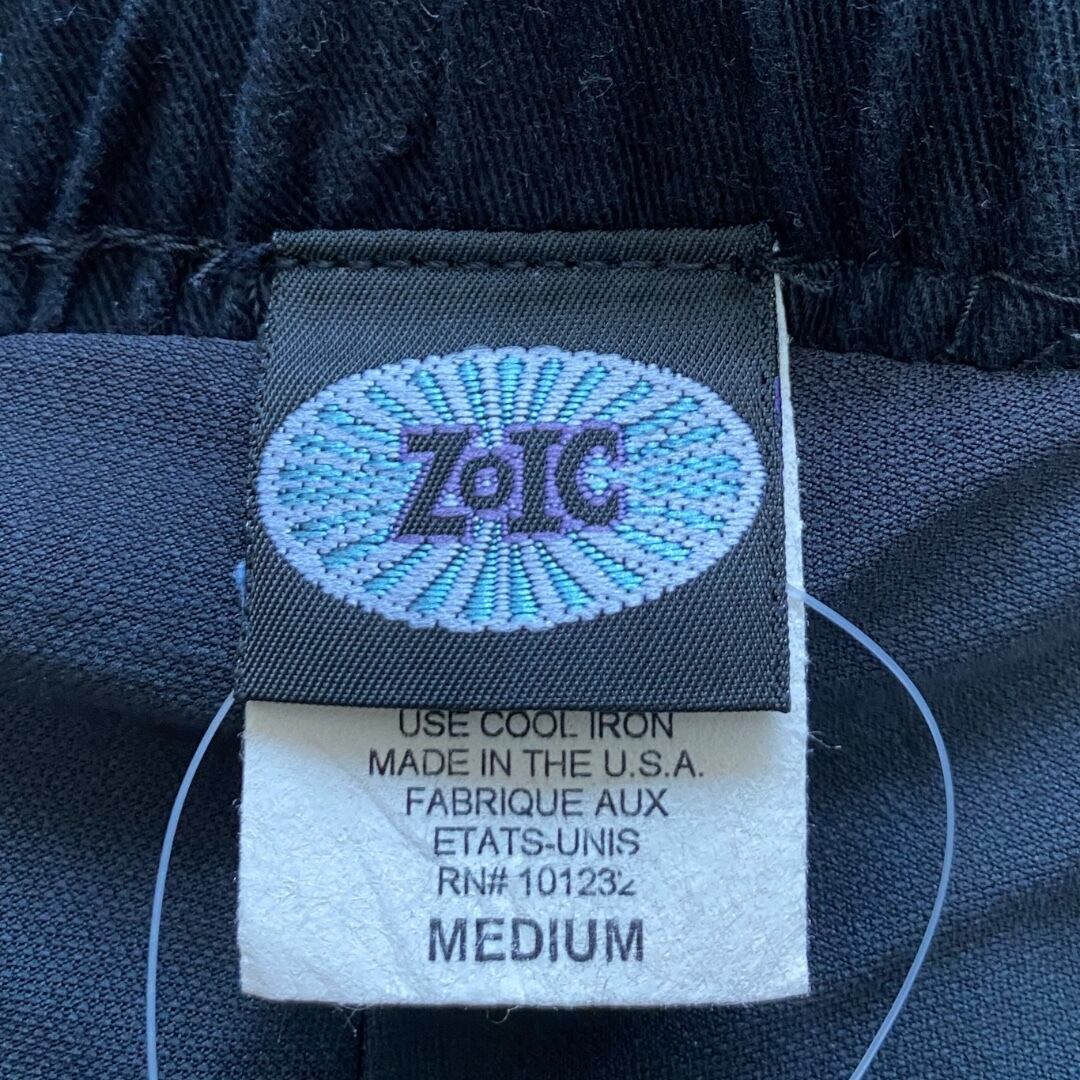 ZoIC
USE COOL IRON
MADE IN THE U.S.A.
FABRIQUE AUX
ETATS-UNIS
RN# 101232
MEDIUM